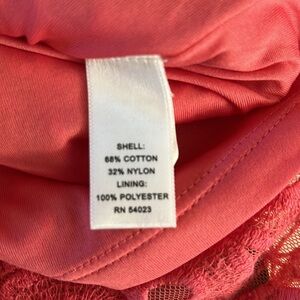 SHELL:
68% COTTON
32% NYLON
LINING:
100% POLYESTER
RN 54023